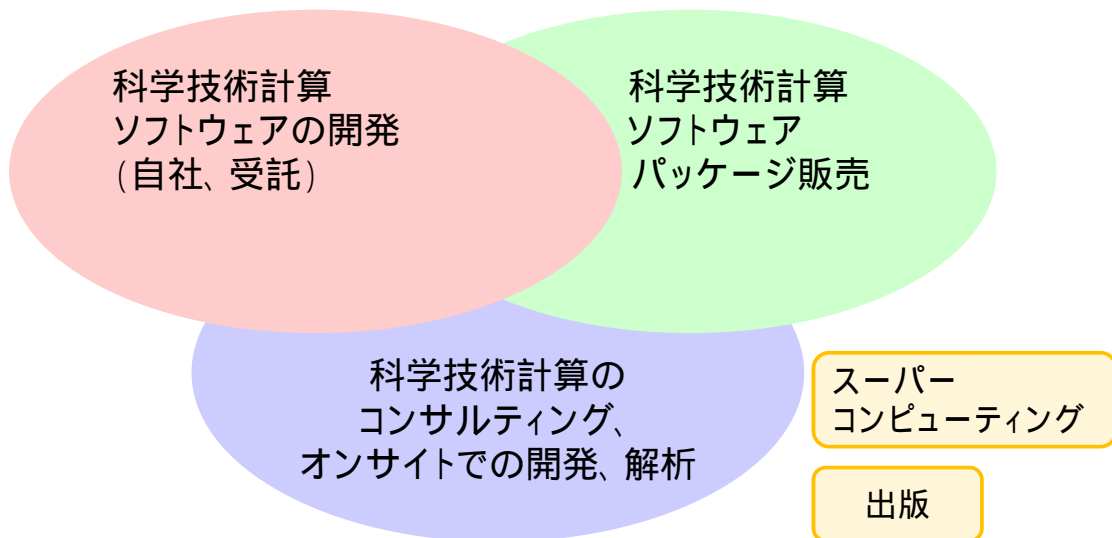 科学技術計算
ソフトウェアの開発
(自社、受託)
科学技術計算
ソフトウェア
パッケージ販売
科学技術計算の
コンサルティング、
オンサイトでの開発、解析
スーパー
コンピューティング
出版